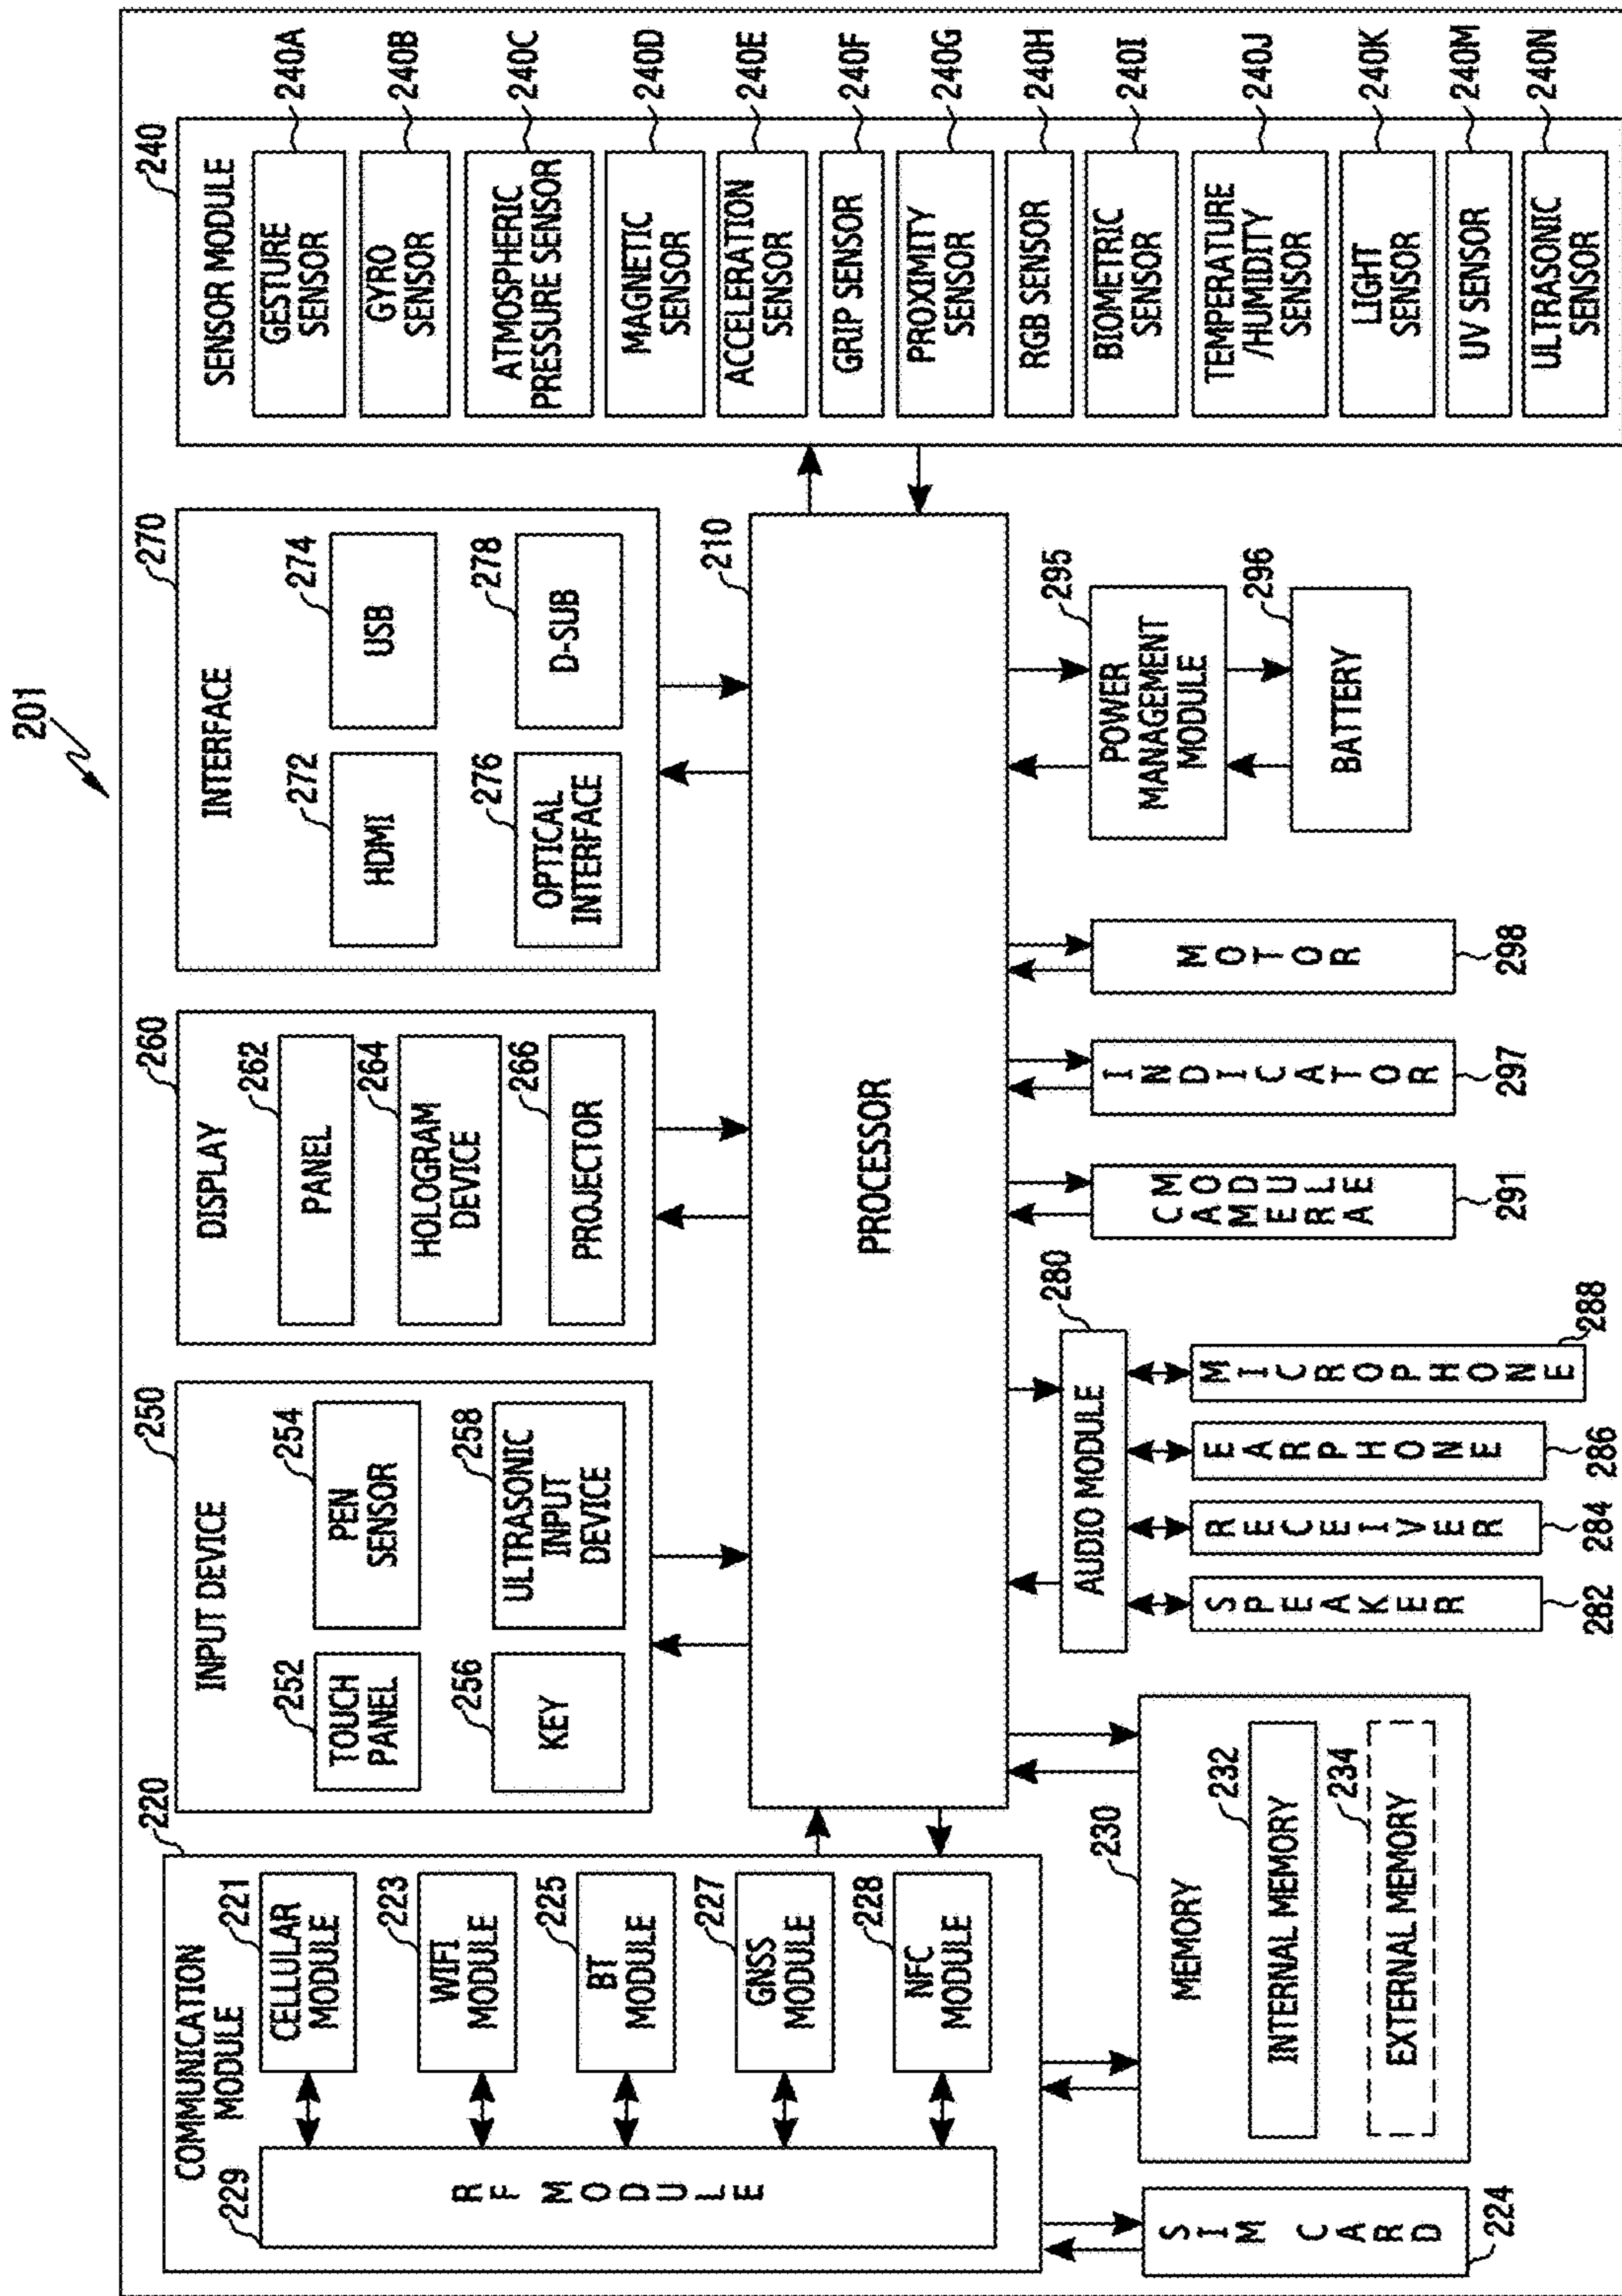 201
COMMUNICATION
MODULE
220
229
RF MODULE
221
CELLULAR
MODULE
223
WIFI
MODULE
225
BT
MODULE
227
GNSS
MODULE
228
NFC
MODULE
INPUT DEVICE
250
252
TOUCH
PANEL
254
PEN
SENSOR
256
KEY
258
ULTRASONIC
INPUT
DEVICE
DISPLAY
260
262
PANEL
264
HOLOGRAM
DEVICE
266
PROJECTOR
INTERFACE
270
272
HDMI
274
USB
276
OPTICAL
INTERFACE
278
D-SUB
240
SENSOR MODULE
GESTURE
SENSOR
240A
GYRO
SENSOR
240B
ATMOSPHERIC
PRESSURE SENSOR
240C
MAGNETIC
SENSOR
240D
ACCELERATION
SENSOR
240E
GRIP SENSOR
240F
PROXIMITY
SENSOR
240G
RGB SENSOR
240H
BIOMETRIC
SENSOR
240I
TEMPERATURE
/HUMIDITY
SENSOR
240J
LIGHT
SENSOR
240K
UV SENSOR
240M
ULTRASONIC
SENSOR
240N
PROCESSOR
210
SIM CARD
224
230
MEMORY
232
INTERNAL MEMORY
234
EXTERNAL MEMORY
AUDIO MODULE
280
SPEAKER
282
RECEIVER
284
EARPHONE
286
MICROPHONE
288
CAMERA
MODULE
291
INDICATOR
297
MOTOR
298
POWER
MANAGEMENT
MODULE
295
BATTERY
296